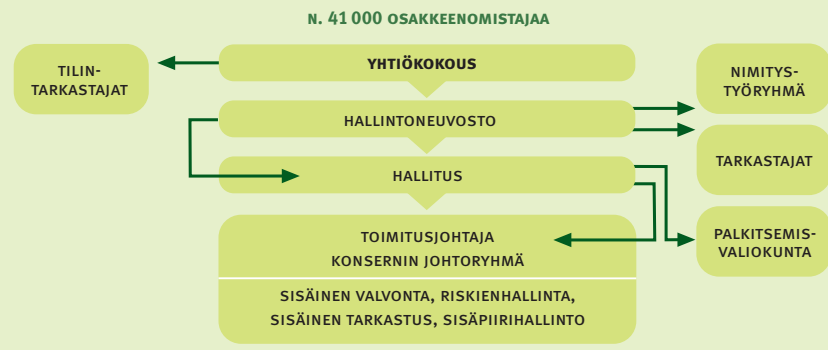 N. 41 000 OSAKKEENOMISTAJAA
TILIN-
TARKASTAJAT
YHTIÖKOKOUS
NIMITYS-
TYÖRYHMÄ
HALLINTONEUVOSTO
TARKASTAJAT
HALLITUS
PALKITSEMIS-
VALIOKUNTA
TOIMITUSJOHTAJA
KONSERNIN JOHTORYHMÄ
SISÄINEN VALVONTA, RISKIENHALLINTA,
SISÄINEN TARKASTUS, SISÄPIIRIHALLINTO